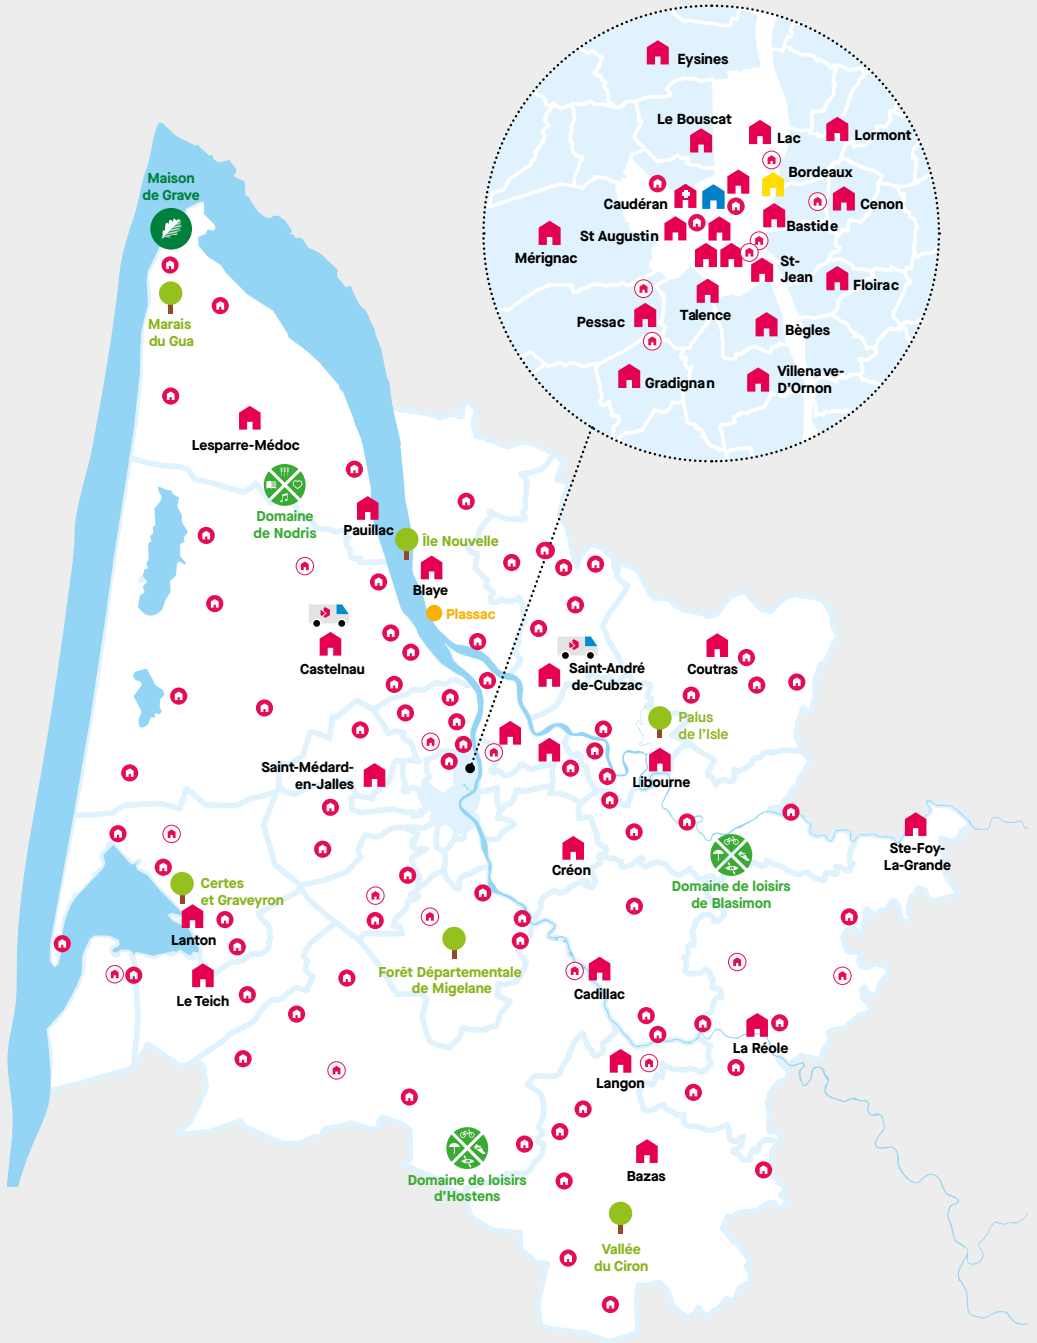 Eysines
Le Bouscat
Lac
Lormont
Bordeaux
Caudéran
Cenon
Bastide
St Augustin
Mérignac
St-
Jean
Floirac
Talence
Pessac
Bègles
Gradignan
Villenave-
D'Ornon
Maison
de Grave
Marais
du Gua
Lesparre-Médoc
Domaine
de Nodris
Pauillac
Île Nouvelle
Blaye
Plassac
Castelnau
Saint-André
de-Cubzac
Coutras
Palus
de l'Isle
Saint-Médard-
en-Jalles
Libourne
Ste-Foy-
La-Grande
Créon
Domaine de loisirs
de Blasimon
Certes
et Graveyron
Lanton
Le Teich
Forêt Départementale
de Migelane
Cadillac
La Réole
Langon
Domaine de loisirs
d'Hostens
Bazas
Vallée
du Ciron